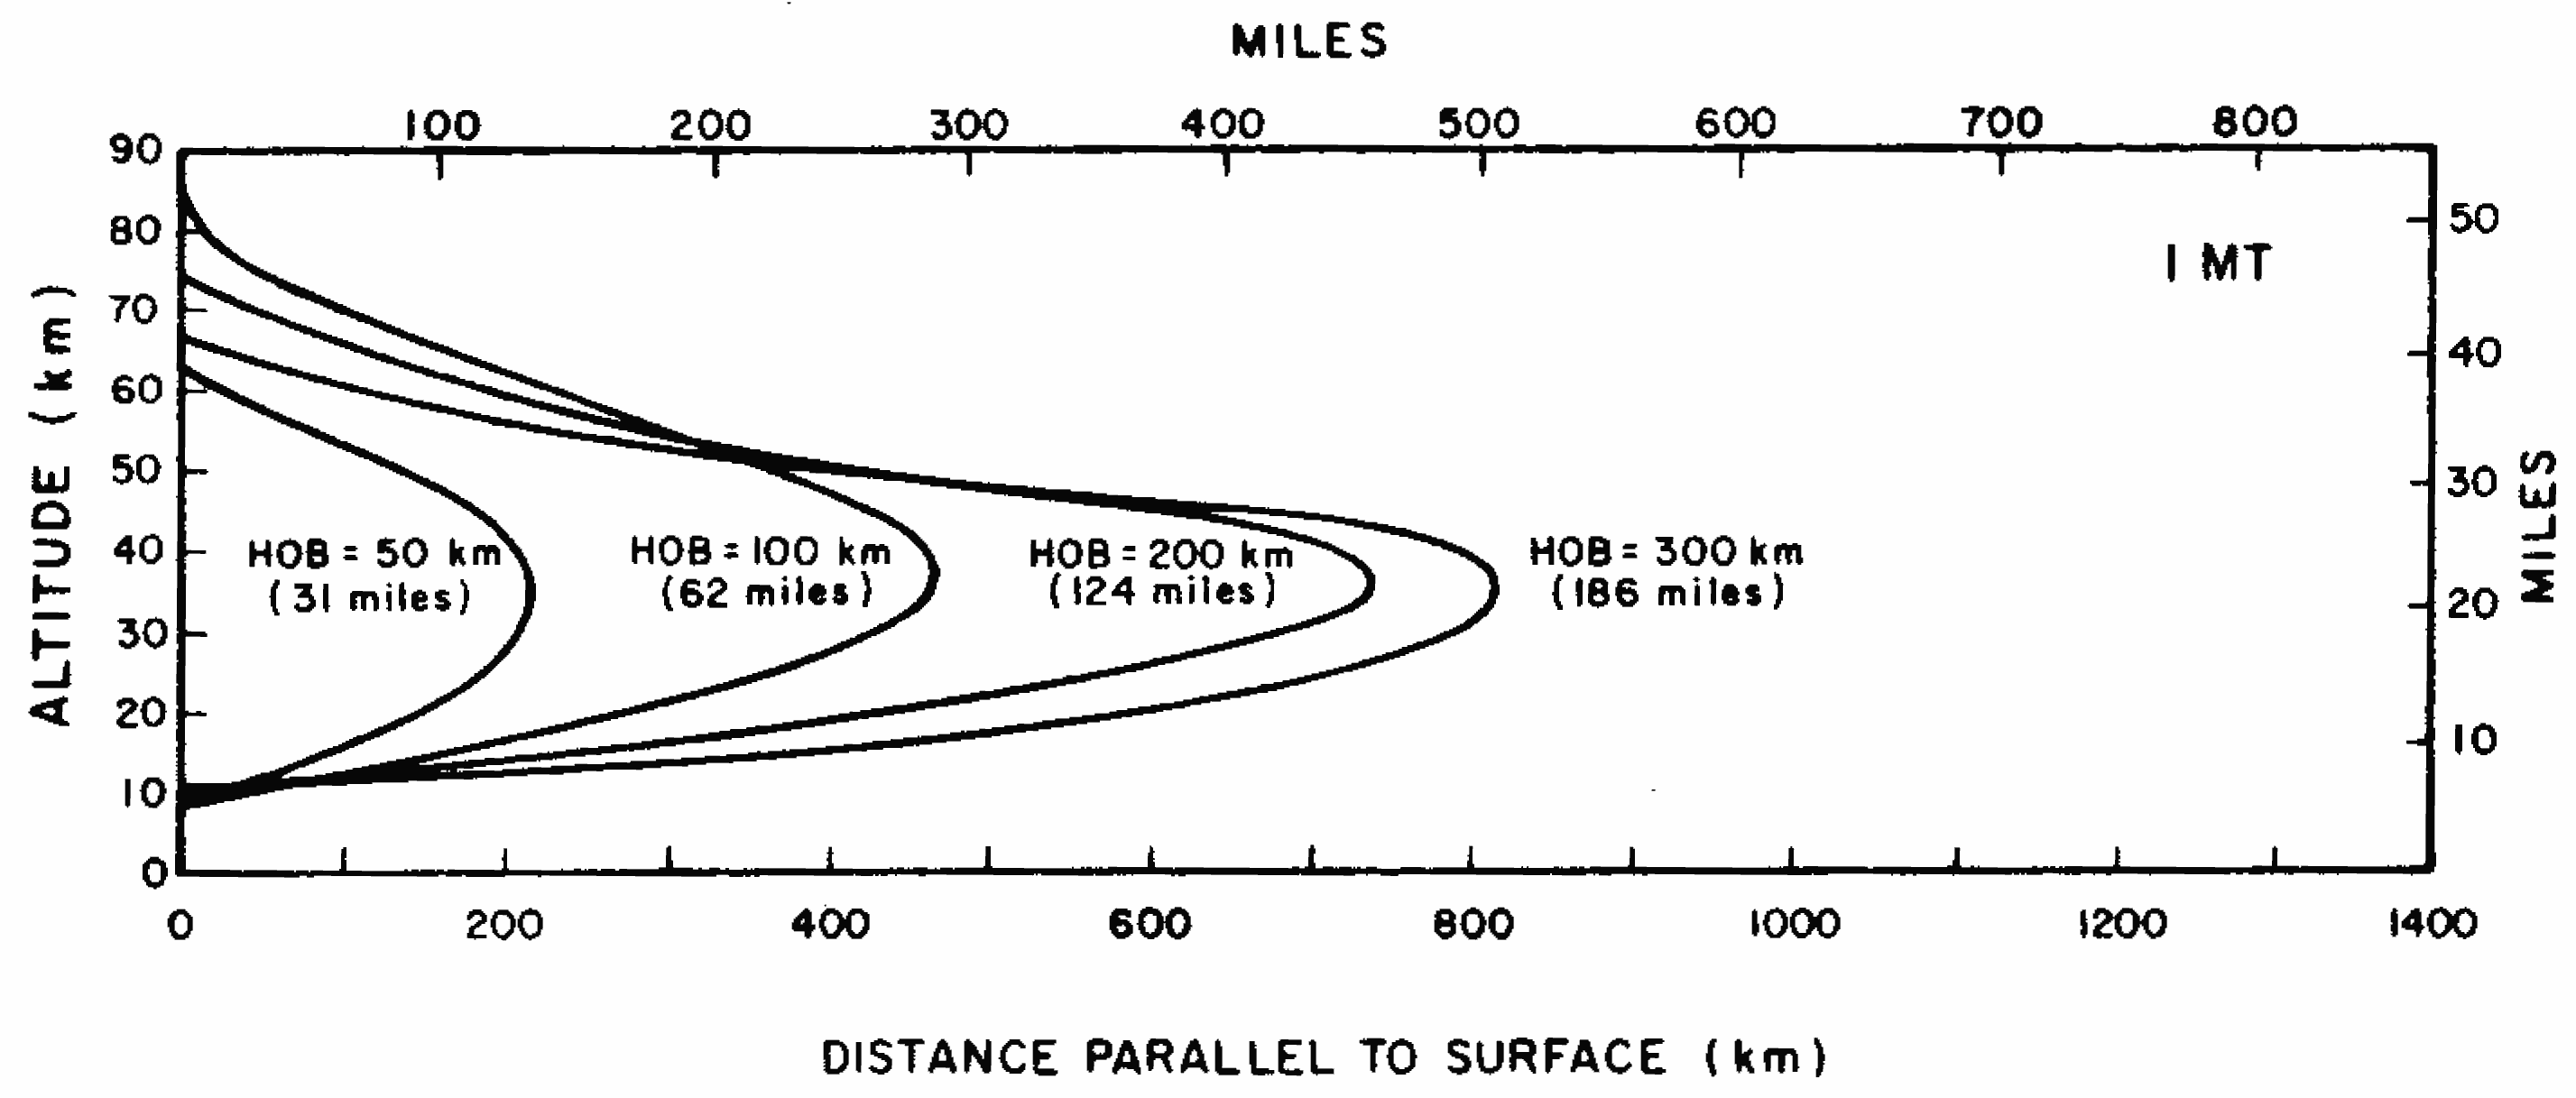 MILES
100 200 300 400 500 600 700 800
90
80
70
60
50
40
30
20
10
0
ALTITUDE (km)
50
40
30
20
10
MILES
1 MT
HOB = 50 km
(31 miles)
HOB = 100 km
(62 miles)
HOB = 200 km
(124 miles)
HOB = 300 km
(186 miles)
0 200 400 600 800 1000 1200 1400
DISTANCE PARALLEL TO SURFACE (km)